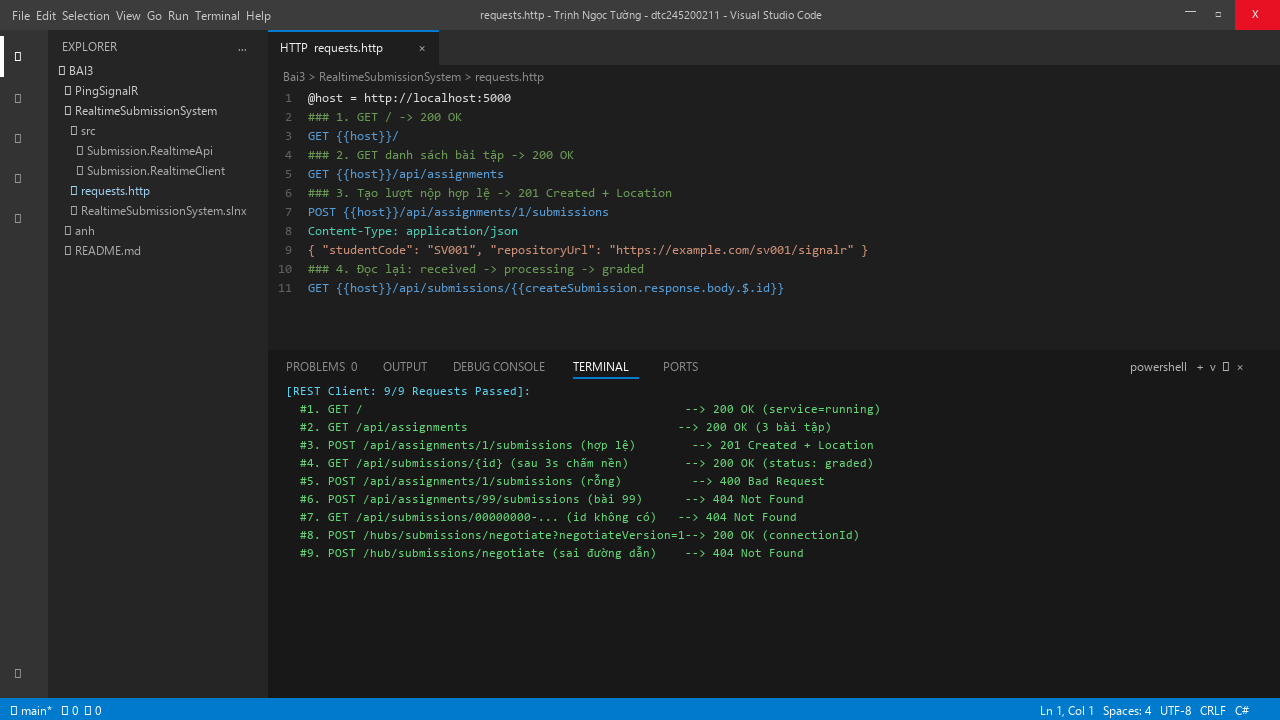 File Edit Selection View Go Run Terminal Help
requests.http - Trịnh Ngọc Tường - dtc245200211 - Visual Studio Code
X
EXPLORER ...
BAI3
PingSignalR
RealtimeSubmissionSystem
src
Submission.RealtimeApi
Submission.RealtimeClient
requests.http
RealtimeSubmissionSystem.slnx
anh
README.md
HTTP requests.http ×
Bai3 > RealtimeSubmissionSystem > requests.http
1 @host = http://localhost:5000
2 ### 1. GET / -> 200 OK
3 GET {{host}}/
4 ### 2. GET danh sách bài tập -> 200 OK
5 GET {{host}}/api/assignments
6 ### 3. Tạo lượt nộp hợp lệ -> 201 Created + Location
7 POST {{host}}/api/assignments/1/submissions
8 Content-Type: application/json
9 { "studentCode": "SV001", "repositoryUrl": "https://example.com/sv001/signalr" }
10 ### 4. Đọc lại: received -> processing -> graded
11 GET {{host}}/api/submissions/{{createSubmission.response.body.$.id}}
PROBLEMS 0 OUTPUT DEBUG CONSOLE TERMINAL PORTS powershell + v ×
[REST Client: 9/9 Requests Passed]:
#1. GET / --> 200 OK (service=running)
#2. GET /api/assignments --> 200 OK (3 bài tập)
#3. POST /api/assignments/1/submissions (hợp lệ) --> 201 Created + Location
#4. GET /api/submissions/{id} (sau 3s chấm nền) --> 200 OK (status: graded)
#5. POST /api/assignments/1/submissions (rỗng) --> 400 Bad Request
#6. POST /api/assignments/99/submissions (bài 99) --> 404 Not Found
#7. GET /api/submissions/00000000-... (id không có) --> 404 Not Found
#8. POST /hubs/submissions/negotiate?negotiateVersion=1--> 200 OK (connectionId)
#9. POST /hub/submissions/negotiate (sai đường dẫn) --> 404 Not Found
main* 0 0 Ln 1, Col 1 Spaces: 4 UTF-8 CRLF C#